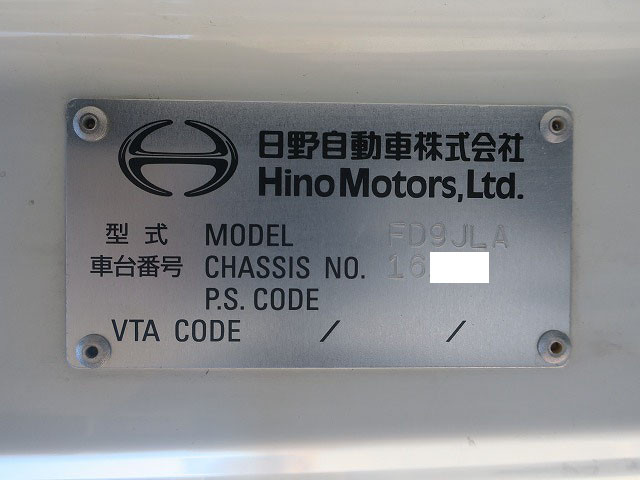 日野自動車株式会社
Hino Motors, Ltd.
型式 MODEL FD9JLA
車台番号 CHASSIS NO. 16
P.S. CODE
VTA CODE / /